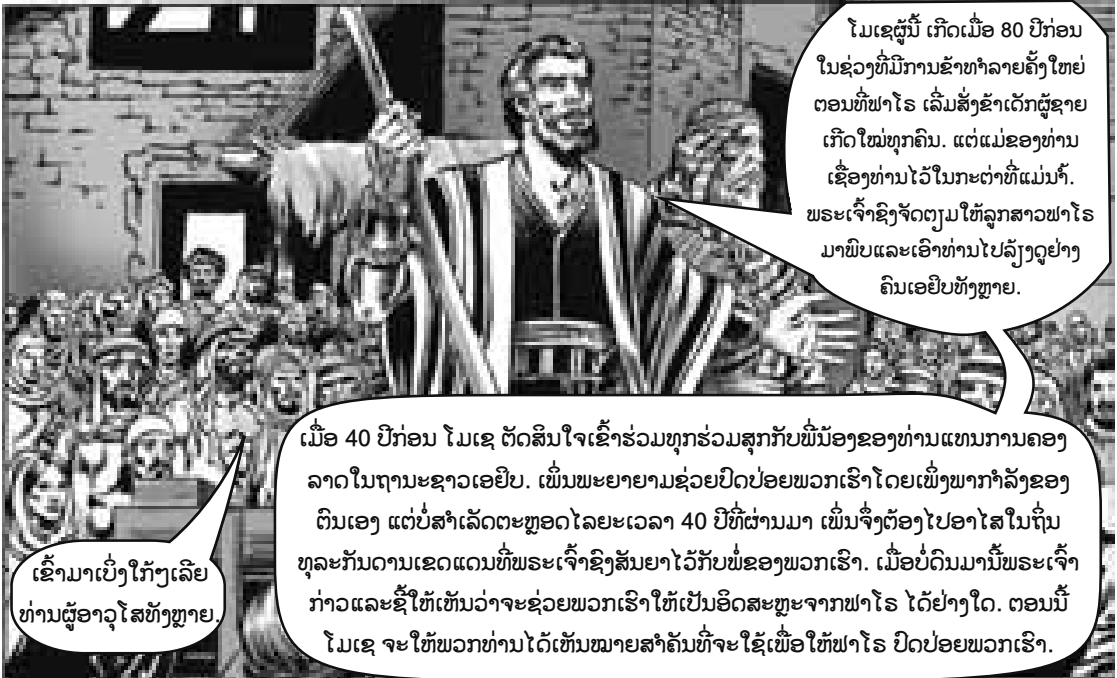 ໂມເຊຜູ້ນີ້ ເກີດເມື່ອ 80 ປີກ່ອນ
ໃນຊ່ວງທີ່ມີການຂ້າທຳລາຍຄັ້ງໃຫຍ່
ຕອນທີ່ຟາໂຣ ເລີ່ມສັ່ງຂ້າເດັກຜູ້ຊາຍ
ເກີດໃໝ່ທຸກຄົນ. ແຕ່ແມ່ຂອງທ່ານ
ເຊື່ອງທ່ານໄວ້ໃນກະຕ່າທີ່ແມ່ນ້ຳ.
ພຣະເຈົ້າຊົງຈັດຕຽມໃຫ້ລູກສາວຟາໂຣ
ມາພົບແລະເອົາທ່ານໄປລ້ຽງດູຢ່າງ
ຄົນເອຢິບທັງຫຼາຍ.
ເມື່ອ 40 ປີກ່ອນ ໂມເຊ ຕັດສິນໃຈເຂົ້າຮ່ວມທຸກຮ່ວມສຸກກັບພີ່ນ້ອງຂອງທ່ານແທນການຄອງ
ລາດໃນຖານະຊາວເອຢິບ. ເພິ່ນພະຍາຍາມຊ່ວຍປົດປ່ອຍພວກເຮົາໂດຍເພິ່ງພາກຳລັງຂອງ
ຕົນເອງ ແຕ່ບໍ່ສຳເລັດຕະຫຼອດໄລຍະເວລາ 40 ປີທີ່ຜ່ານມາ ເພິ່ນຈຶ່ງຕ້ອງໄປອາໄສໃນຖິ່ນ
ທຸລະກັນດານເຂດແດນທີ່ພຣະເຈົ້າຊົງສັນຍາໄວ້ກັບພໍ່ຂອງພວກເຮົາ. ເມື່ອບໍ່ດົນມານີ້ພຣະເຈົ້າ
ກ່າວແລະຊີ້ໃຫ້ເຫັນວ່າຈະຊ່ວຍພວກເຮົາໃຫ້ເປັນອິດສະຫຼະຈາກຟາໂຣ ໄດ້ຢ່າງໃດ. ຕອນນີ້
ໂມເຊ ຈະໃຫ້ພວກທ່ານໄດ້ເຫັນໝາຍສຳຄັນທີ່ຈະໃຊ້ເພື່ອໃຫ້ຟາໂຣ ປົດປ່ອຍພວກເຮົາ.
ເຂົ້າມາເບິ່ງໃກ້ໆເລີຍ
ທ່ານຜູ້ອາວຸໂສທັງຫຼາຍ.